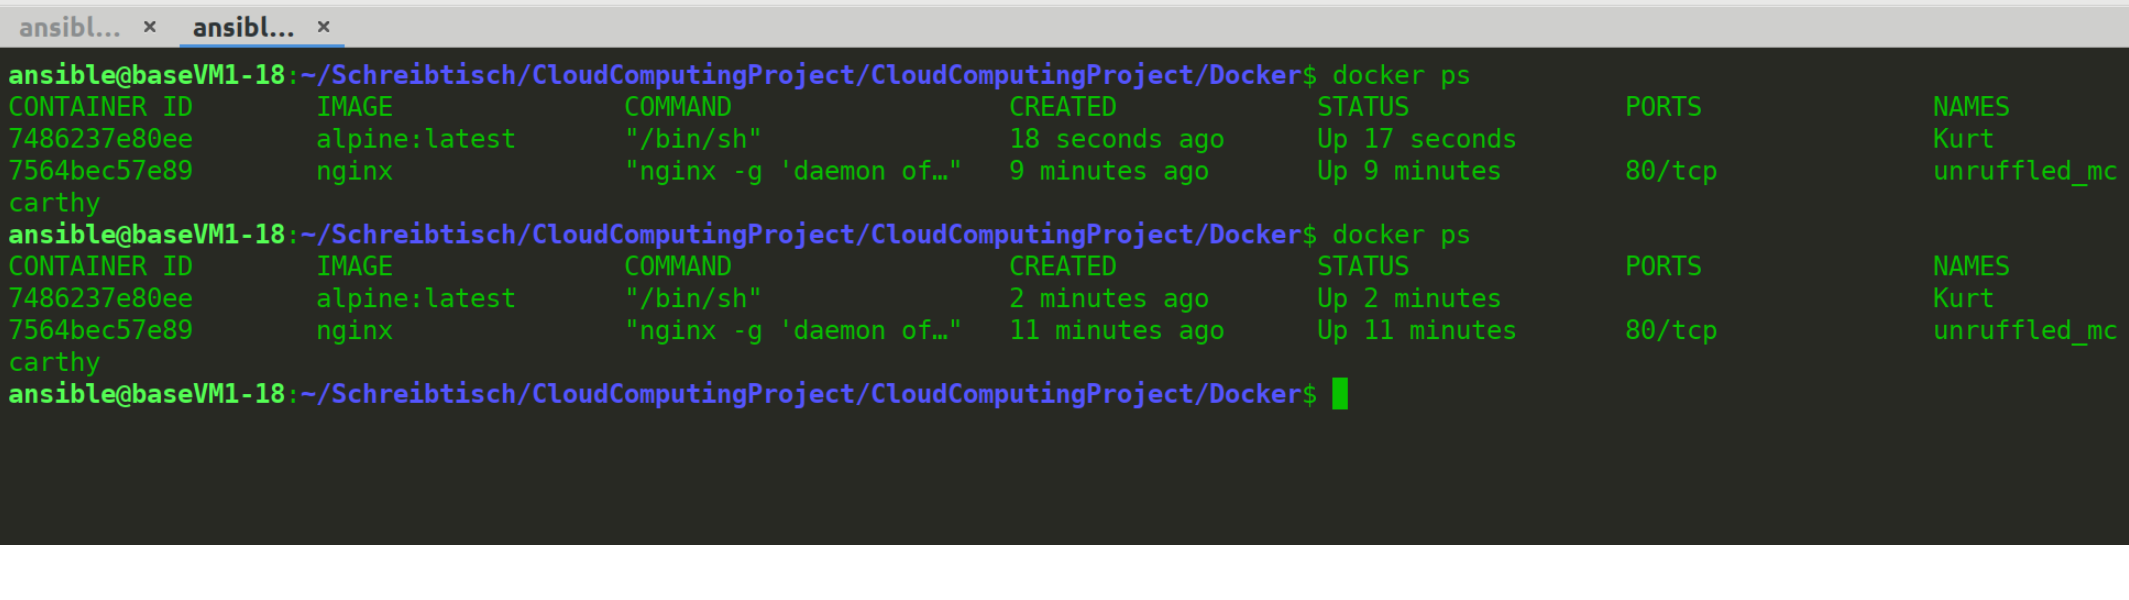 ansibl... × ansibl... ×
ansible@baseVM1-18:~/Schreibtisch/CloudComputingProject/CloudComputingProject/Docker$ docker ps
CONTAINER ID        IMAGE               COMMAND                  CREATED             STATUS              PORTS               NAMES
7486237e80ee        alpine:latest       "/bin/sh"                18 seconds ago      Up 17 seconds                           Kurt
7564bec57e89        nginx               "nginx -g 'daemon of…"   9 minutes ago       Up 9 minutes        80/tcp              unruffled_mc
carthy
ansible@baseVM1-18:~/Schreibtisch/CloudComputingProject/CloudComputingProject/Docker$ docker ps
CONTAINER ID        IMAGE               COMMAND                  CREATED             STATUS              PORTS               NAMES
7486237e80ee        alpine:latest       "/bin/sh"                2 minutes ago       Up 2 minutes                            Kurt
7564bec57e89        nginx               "nginx -g 'daemon of…"   11 minutes ago      Up 11 minutes       80/tcp              unruffled_mc
carthy
ansible@baseVM1-18:~/Schreibtisch/CloudComputingProject/CloudComputingProject/Docker$